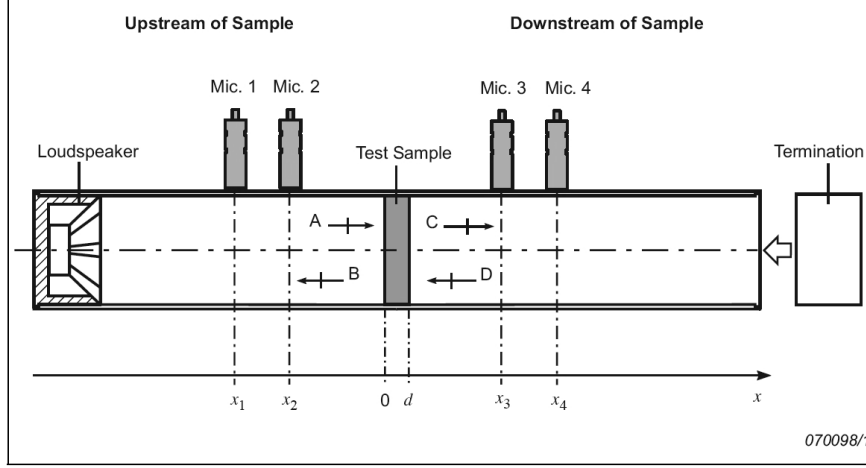 Upstream of Sample Downstream of Sample
Mic. 1 Mic. 2 Mic. 3 Mic. 4
Loudspeaker Test Sample Termination
A C
B D
x1 x2 0 d x3 x4 x
070098/1